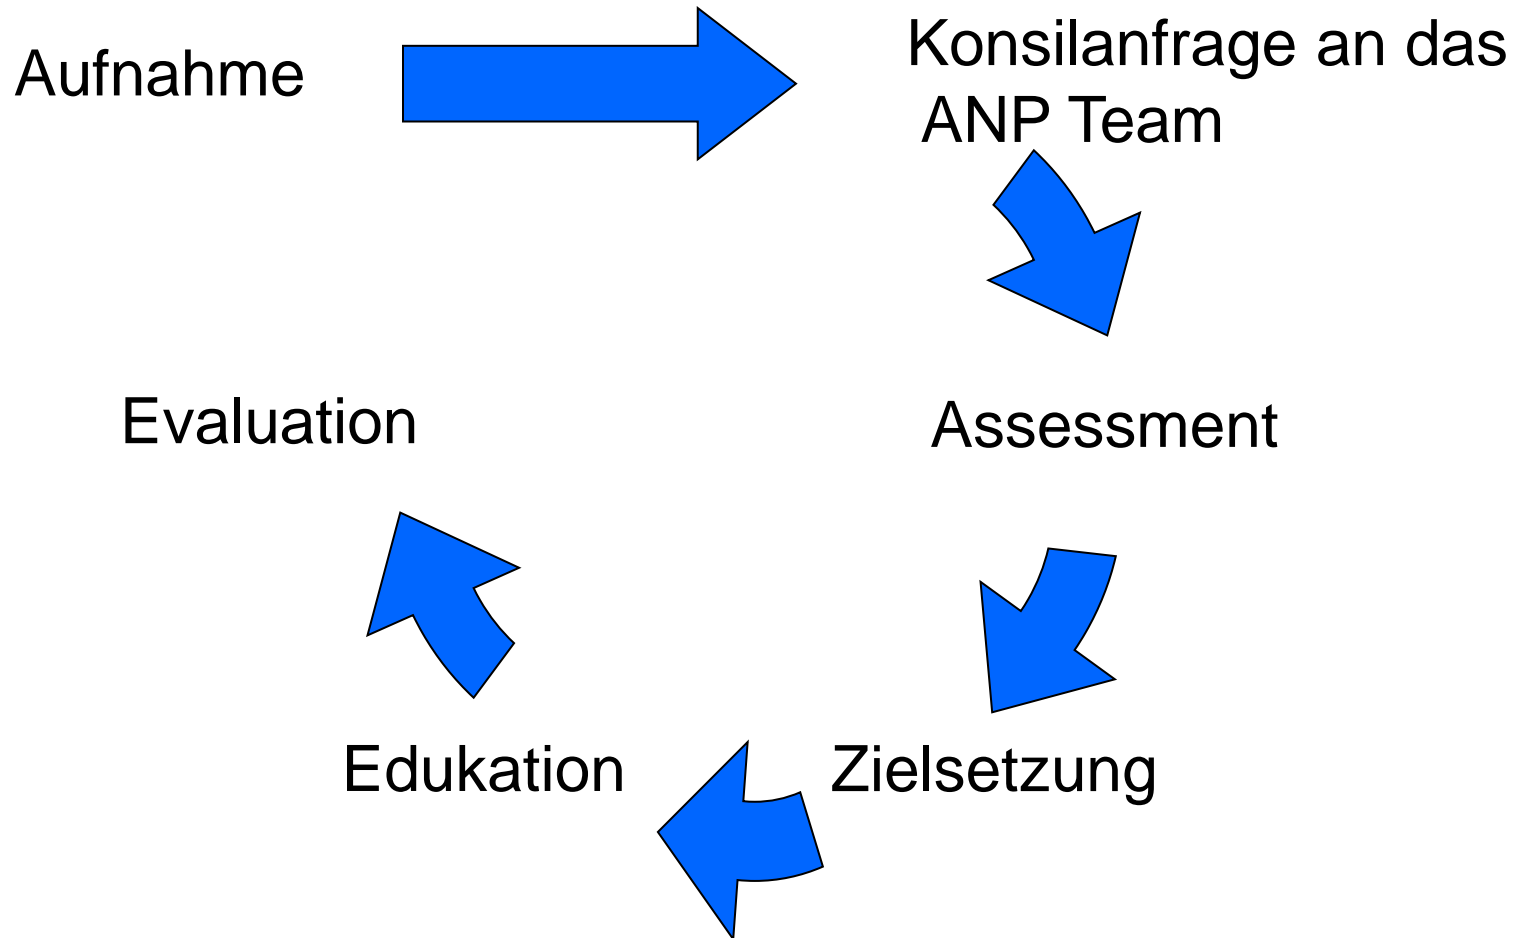 Aufnahme
Konsilanfrage an das
ANP Team
Assessment
Zielsetzung
Edukation
Evaluation